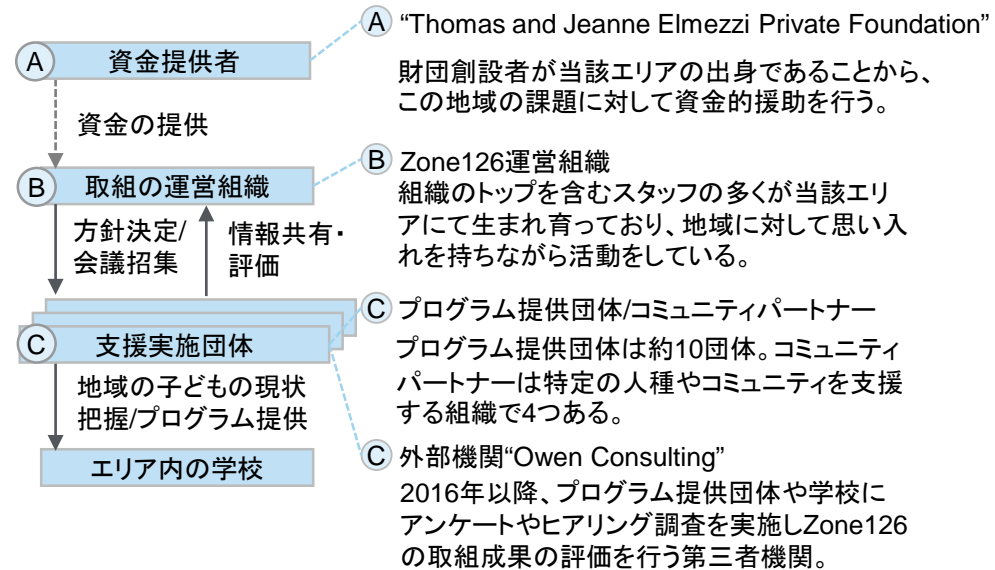 A 資金提供者
資金の提供
B 取組の運営組織
方針決定/
会議招集
情報共有・
評価
C 支援実施団体
地域の子どもの現状
把握/プログラム提供
エリア内の学校
A “Thomas and Jeanne Elmezzi Private Foundation”
財団創設者が当該エリアの出身であることから、
この地域の課題に対して資金的援助を行う。
B Zone126運営組織
組織のトップを含むスタッフの多くが当該エリ
アにて生まれ育っており、地域に対して思い入
れを持ちながら活動をしている。
C プログラム提供団体/コミュニティパートナー
プログラム提供団体は約10団体。コミュニティ
パートナーは特定の人種やコミュニティを支援
する組織で4つある。
C 外部機関“Owen Consulting”
2016年以降、プログラム提供団体や学校に
アンケートやヒアリング調査を実施しZone126
の取組成果の評価を行う第三者機関。